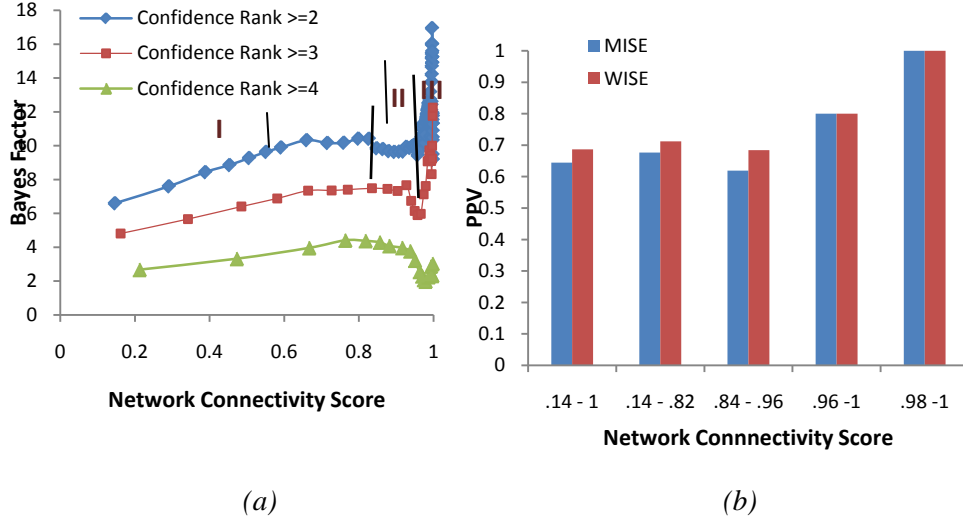 18
16
14
12
10
8
6
4
2
0
Bayes Factor
Confidence Rank >=2
Confidence Rank >=3
Confidence Rank >=4
I
II
III
0 0.2 0.4 0.6 0.8 1
Network Connectivity Score
(a)
1
0.9
0.8
0.7
0.6
0.5
0.4
0.3
0.2
0.1
0
PPV
MISE
WISE
.14 - 1 .14 - .82 .84 - .96 .96 -1 .98 -1
Network Connnectivity Score
(b)